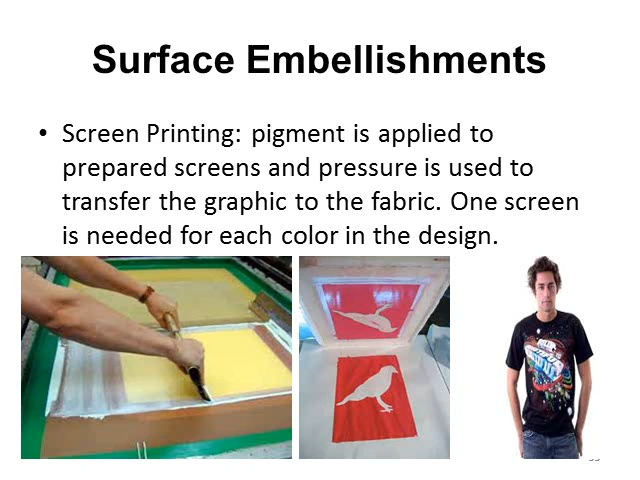 Surface Embellishments
• Screen Printing: pigment is applied to
prepared screens and pressure is used to
transfer the graphic to the fabric. One screen
is needed for each color in the design.